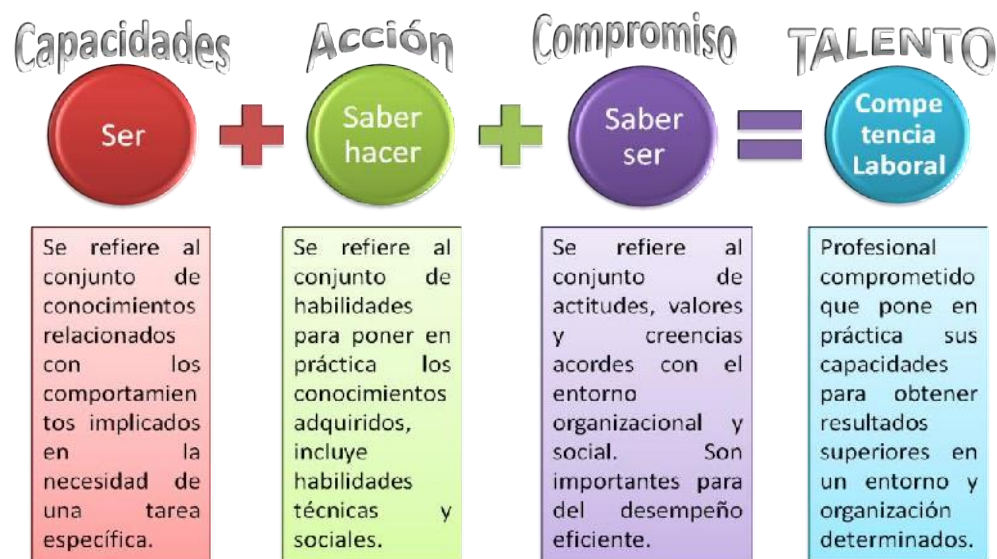 Capacidades
Acción
Compromiso
TALENTO
Ser
Saber
hacer
Saber
ser
Compe
tencia
Laboral
Se refiere al
conjunto de
conocimientos
relacionados
con los
comportamien
tos implicados
en la
necesidad de
una tarea
específica.
Se refiere al
conjunto de
habilidades
para poner en
práctica los
conocimientos
adquiridos,
incluye
habilidades
técnicas y
sociales.
Se refiere al
conjunto de
actitudes, valores
y creencias
acordes con el
entorno
organizacional y
social. Son
importantes para
del desempeño
eficiente.
Profesional
comprometido
que pone en
práctica sus
capacidades
para obtener
resultados
superiores en
un entorno y
organización
determinados.